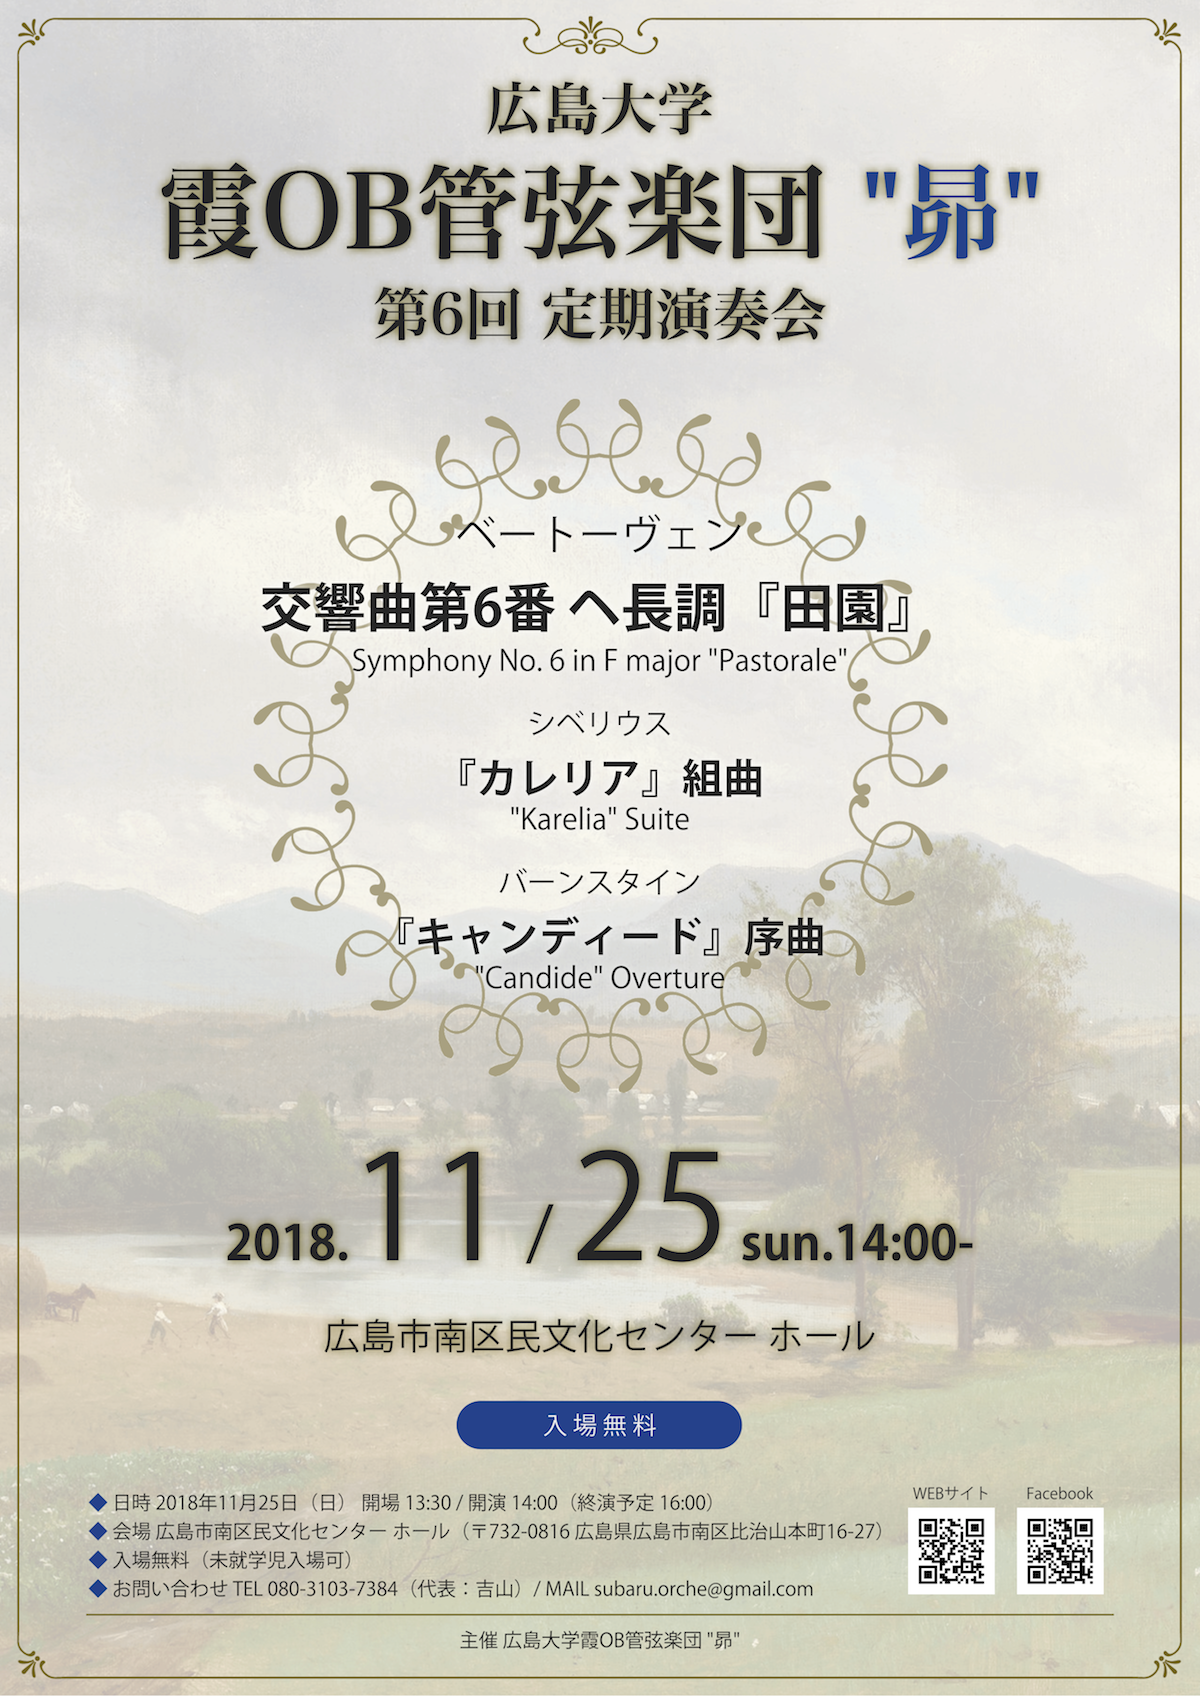 広島大学
霞OB管弦楽団 "昴"
第6回 定期演奏会
ベートーヴェン
交響曲第6番 ヘ長調『田園』
Symphony No. 6 in F major "Pastorale"
シベリウス
『カレリア』組曲
"Karelia" Suite
バーンスタイン
『キャンディード』序曲
"Candide" Overture
2018. 11/25 sun.14:00-
広島市南区民文化センター ホール
入場無料
◆ 日時 2018年11月25日（日） 開場 13:30 / 開演 14:00（終演予定 16:00）
◆ 会場 広島市南区民文化センター ホール（〒732-0816 広島県広島市南区比治山本町16-27）
◆ 入場無料（未就学児入場可）
◆ お問い合わせ TEL 080-3103-7384（代表：吉山）/ MAIL subaru.orche@gmail.com
WEBサイト
Facebook
主催 広島大学霞OB管弦楽団 "昴"